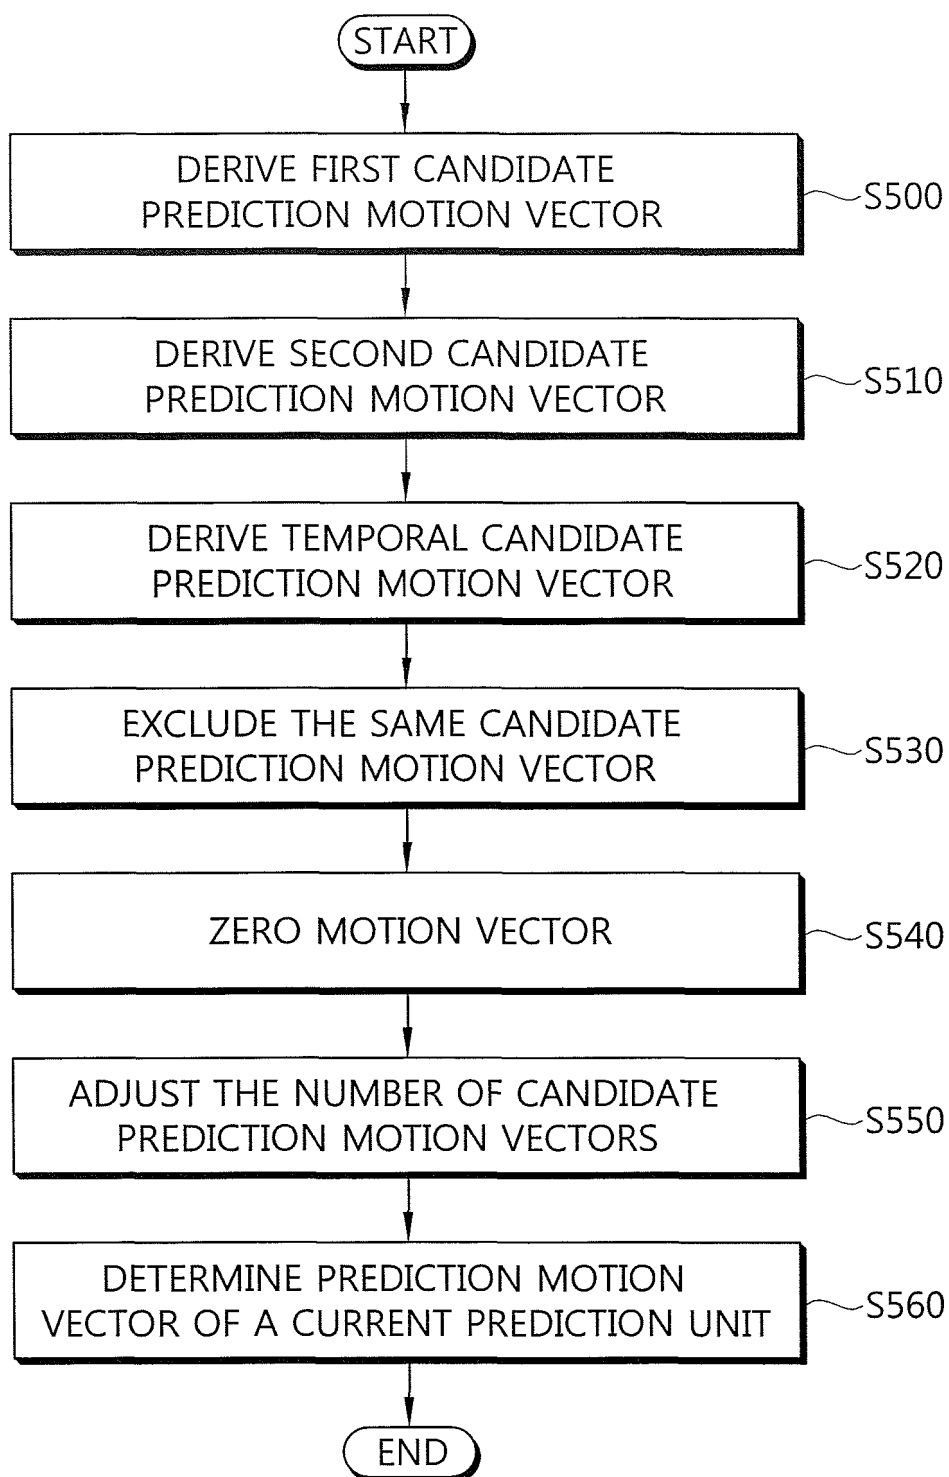 START
DERIVE FIRST CANDIDATE
PREDICTION MOTION VECTOR
S500
DERIVE SECOND CANDIDATE
PREDICTION MOTION VECTOR
S510
DERIVE TEMPORAL CANDIDATE
PREDICTION MOTION VECTOR
S520
EXCLUDE THE SAME CANDIDATE
PREDICTION MOTION VECTOR
S530
ZERO MOTION VECTOR
S540
ADJUST THE NUMBER OF CANDIDATE
PREDICTION MOTION VECTORS
S550
DETERMINE PREDICTION MOTION
VECTOR OF A CURRENT PREDICTION UNIT
S560
END